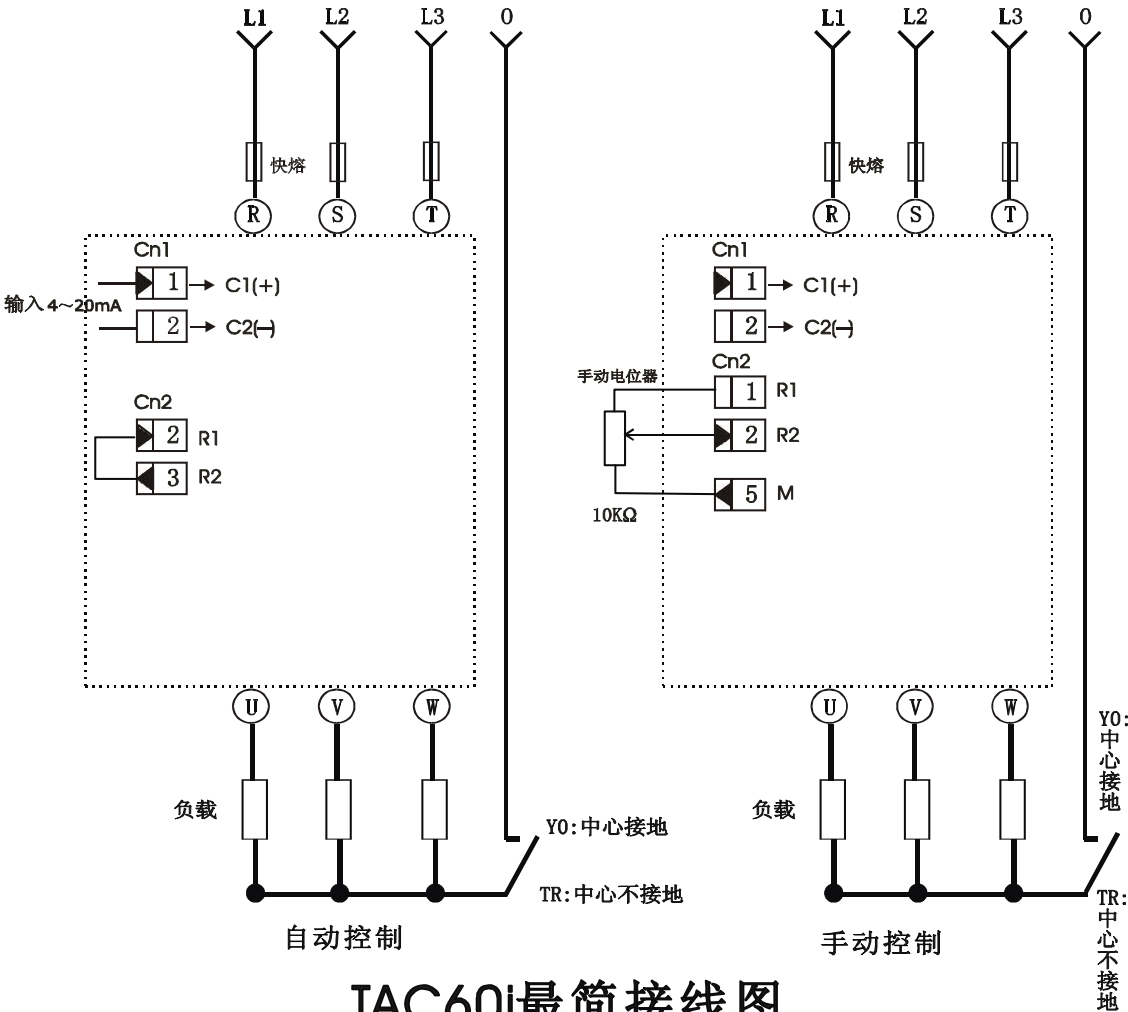 L1 L2 L3 0
快熔
R S T
Cn1
1 C1(+)
输入 4～20mA
2 C2(—)
Cn2
2 R1
3 R2
U V W
负载
Y0:中心接地
TR:中心不接地
自动控制
L1 L2 L3 0
快熔
R S T
Cn1
1 C1(+)
2 C2(—)
Cn2
手动电位器
1 R1
2 R2
5 M
10KΩ
U V W
负载
Y0:中心接地
TR:中心不接地
手动控制
TAC60i最简接线图